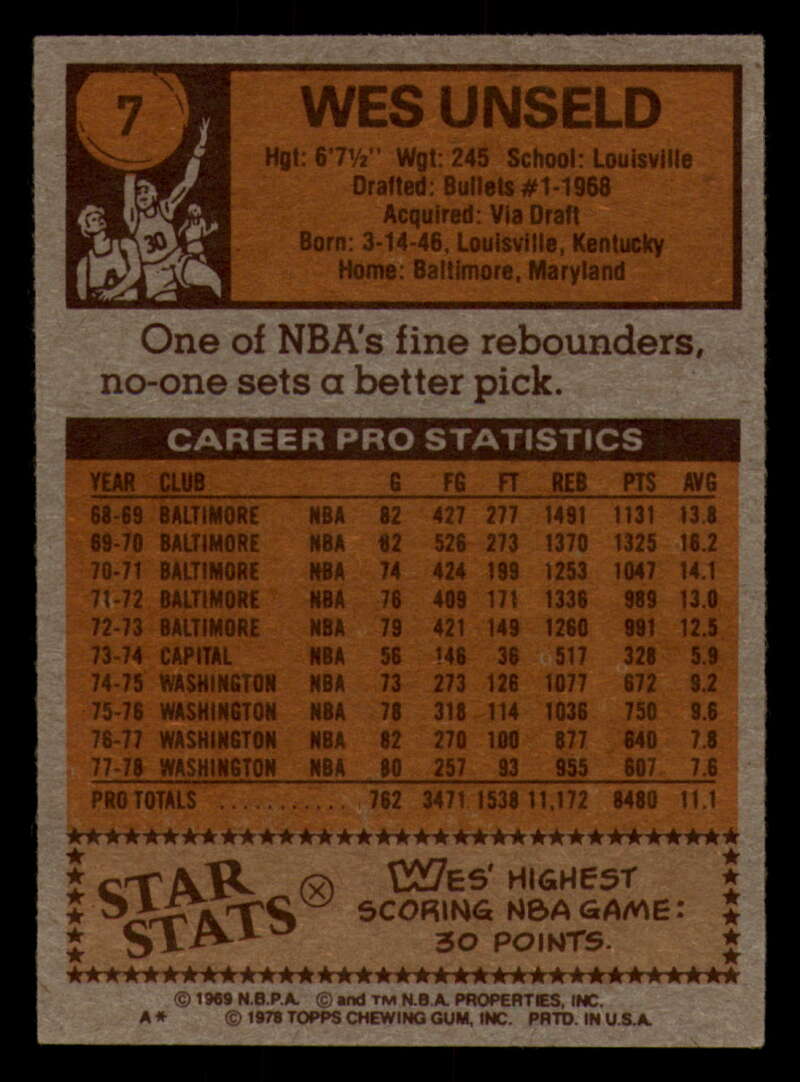 7
WES UNSELD
Hgt: 6'7½" Wgt: 245 School: Louisville
Drafted: Bullets #1-1968
Acquired: Via Draft
Born: 3-14-46, Louisville, Kentucky
Home: Baltimore, Maryland
30
One of NBA's fine rebounders,
no-one sets a better pick.
CAREER PRO STATISTICS
YEAR CLUB G FG FT REB PTS AVG
68-69 BALTIMORE NBA 82 427 277 1491 1131 13.8
69-70 BALTIMORE NBA 82 526 273 1370 1325 16.2
70-71 BALTIMORE NBA 74 424 199 1253 1047 14.1
71-72 BALTIMORE NBA 76 409 171 1336 989 13.0
72-73 BALTIMORE NBA 79 421 149 1260 991 12.5
73-74 CAPITAL NBA 56 146 36 517 328 5.9
74-75 WASHINGTON NBA 73 273 126 1077 672 9.2
75-76 WASHINGTON NBA 78 318 114 1036 750 9.6
76-77 WASHINGTON NBA 82 270 100 877 640 7.8
77-78 WASHINGTON NBA 80 257 93 955 607 7.6
PRO TOTALS ............ 762 3471 1538 11,172 8480 11.1
STAR STATS
WES' HIGHEST
SCORING NBA GAME:
30 POINTS.
© 1969 N.B.P.A. © and TM N.B.A. PROPERTIES, INC.
A* © 1978 TOPPS CHEWING GUM, INC. PRTD. IN U.S.A.